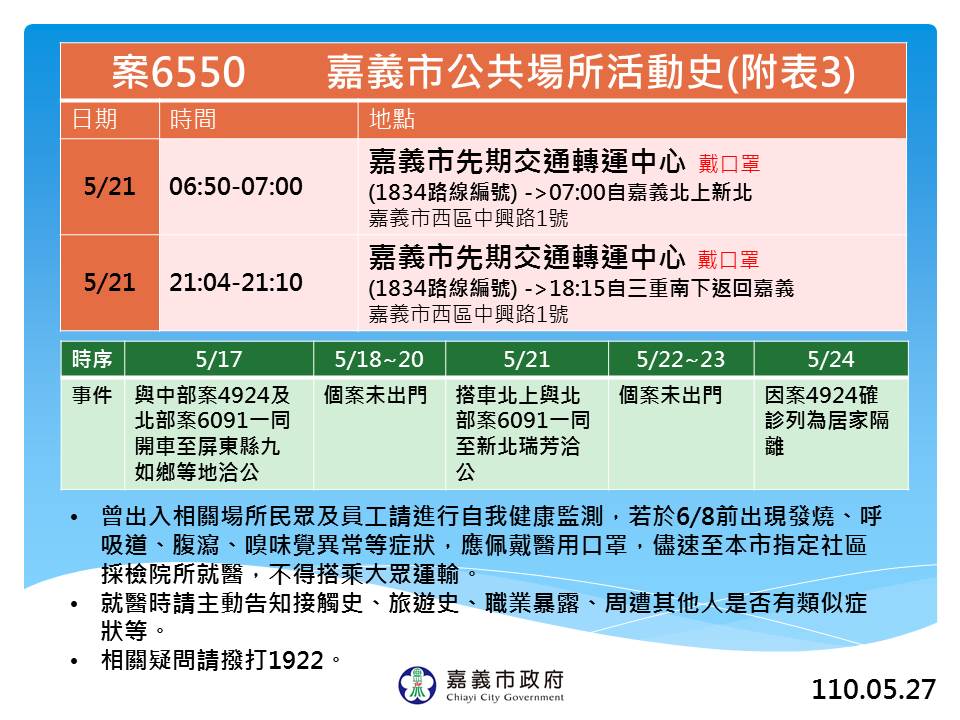 案6550 嘉義市公共場所活動史(附表3)
日期 時間 地點
5/21 06:50-07:00
嘉義市先期交通轉運中心 戴口罩
(1834路線編號) ->07:00自嘉義北上新北
嘉義市西區中興路1號
5/21 21:04-21:10
嘉義市先期交通轉運中心 戴口罩
(1834路線編號) ->18:15自三重南下返回嘉義
嘉義市西區中興路1號
時序 5/17 5/18~20 5/21 5/22~23 5/24
事件
與中部案4924及
北部案6091一同
開車至屏東縣九
如鄉等地洽公
個案未出門
搭車北上與北
部案6091一同
至新北瑞芳洽
公
個案未出門
因案4924確
診列為居家隔
離
• 曾出入相關場所民眾及員工請進行自我健康監測，若於6/8前出現發燒、呼
吸道、腹瀉、嗅味覺異常等症狀，應佩戴醫用口罩，儘速至本市指定社區
採檢院所就醫，不得搭乘大眾運輸。
• 就醫時請主動告知接觸史、旅遊史、職業暴露、周遭其他人是否有類似症
狀等。
• 相關疑問請撥打1922。
嘉義市政府
Chiayi City Government
110.05.27